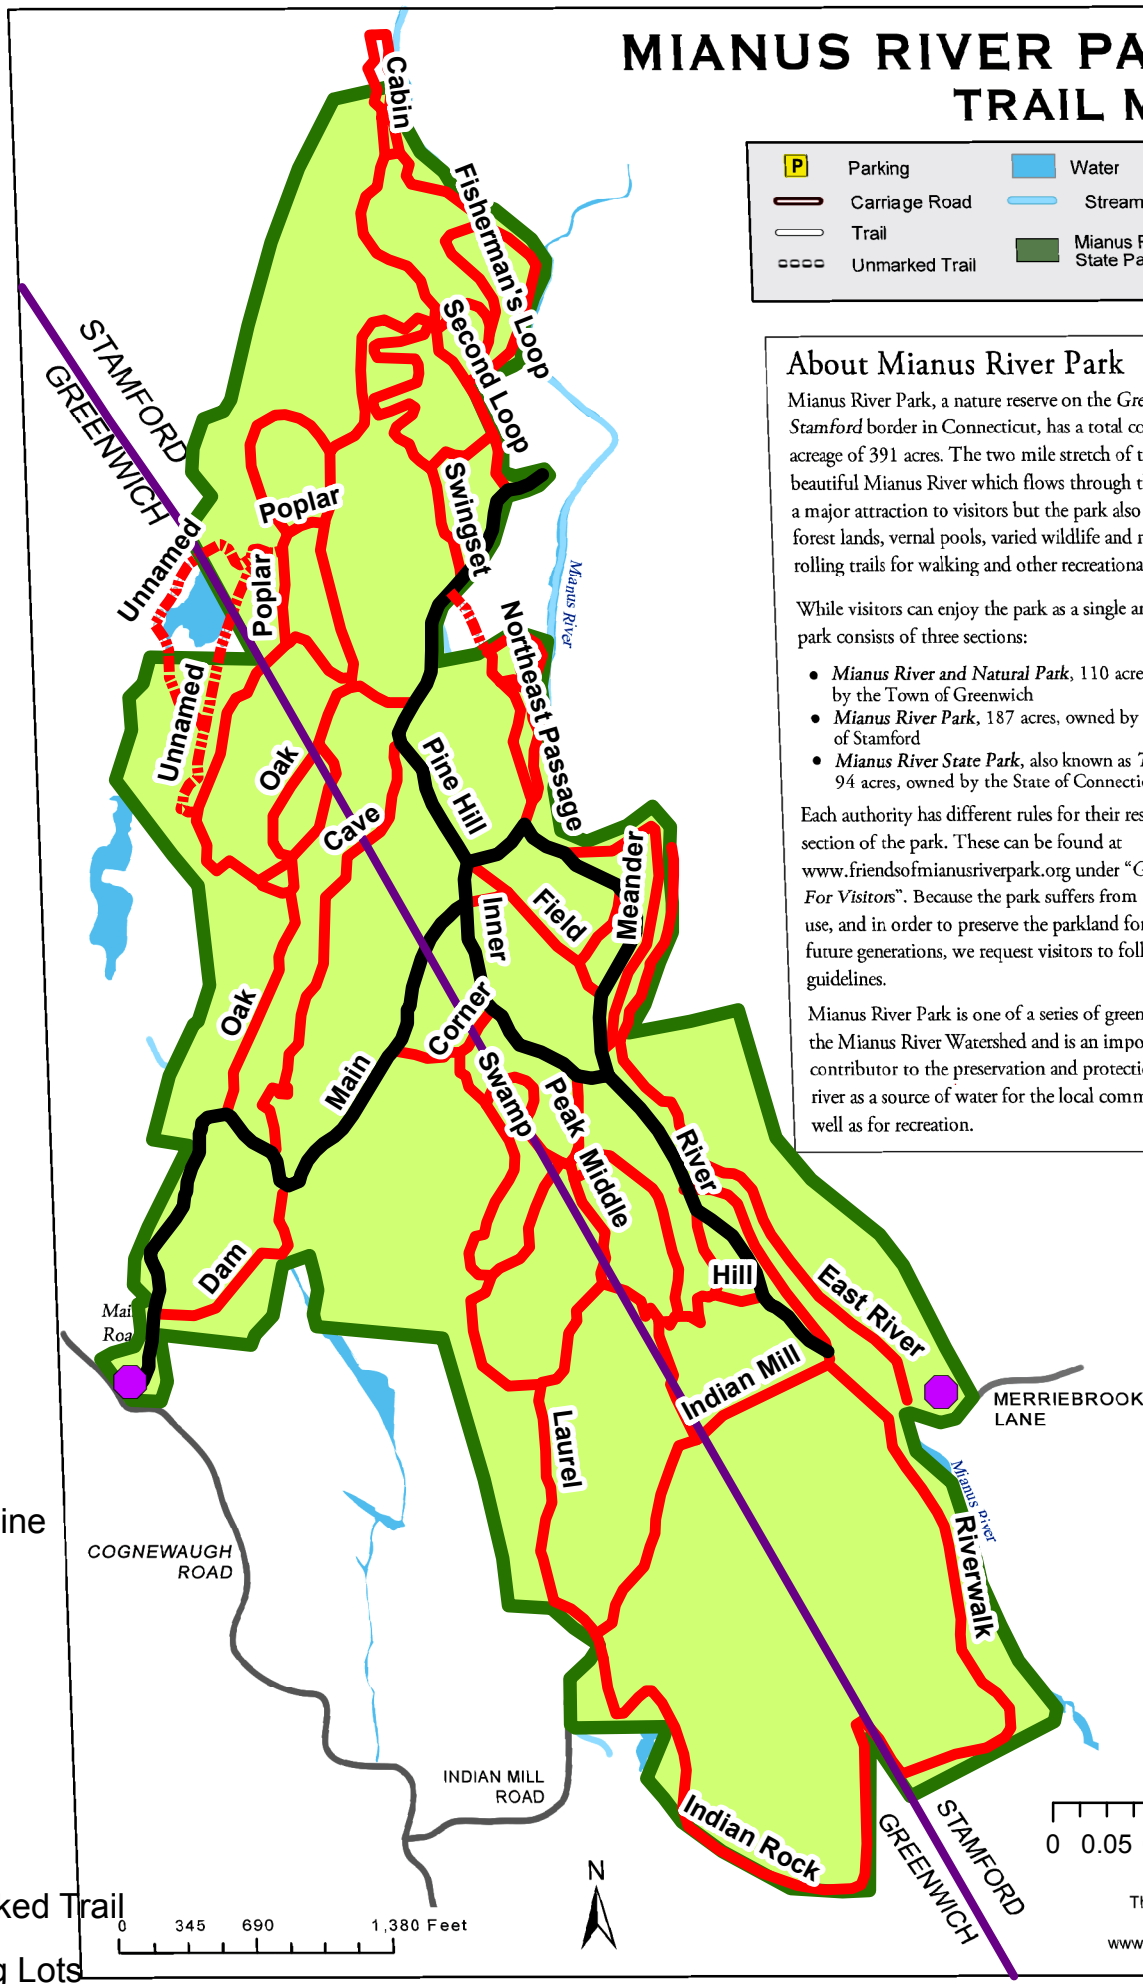 MIANUS RIVER PA
TRAIL M
P Parking
Water
Carriage Road
Stream
Trail
Mianus R
State Pa
Unmarked Trail
About Mianus River Park
Mianus River Park, a nature reserve on the Gre
Stamford border in Connecticut, has a total co
acreage of 391 acres. The two mile stretch of t
beautiful Mianus River which flows through t
a major attraction to visitors but the park also
forest lands, vernal pools, varied wildlife and r
rolling trails for walking and other recreationa
While visitors can enjoy the park as a single an
park consists of three sections:
• Mianus River and Natural Park, 110 acre
by the Town of Greenwich
• Mianus River Park, 187 acres, owned by
of Stamford
• Mianus River State Park, also known as T
94 acres, owned by the State of Connecti
Each authority has different rules for their res
section of the park. These can be found at
www.friendsofmianusriverpark.org under “G
For Visitors”. Because the park suffers from
use, and in order to preserve the parkland for
future generations, we request visitors to foll
guidelines.
Mianus River Park is one of a series of green
the Mianus River Watershed and is an impo
contributor to the preservation and protecti
river as a source of water for the local comm
well as for recreation.
Cabin
Fisherman's Loop
Second Loop
STAMFORD
GREENWICH
Swingset
Poplar
Unnamed
Poplar
Mianus River
Northeast Passage
Unnamed
Oak
Pine Hill
Cave
Meander
Field
Inner
Oak
Corner
Main
Swamp
Peak
Middle
River
Dam
Hill
East River
Mai
Roa
Indian Mill
MERRIEBROOK
LANE
Laurel
Mianus River
Riverwalk
ine
COGNEWAUGH
ROAD
INDIAN MILL
ROAD
Indian Rock
STAMFORD
GREENWICH
0 0.05
N
ked Trail
0 345 690 1,380 Feet
Th
www.
g Lots